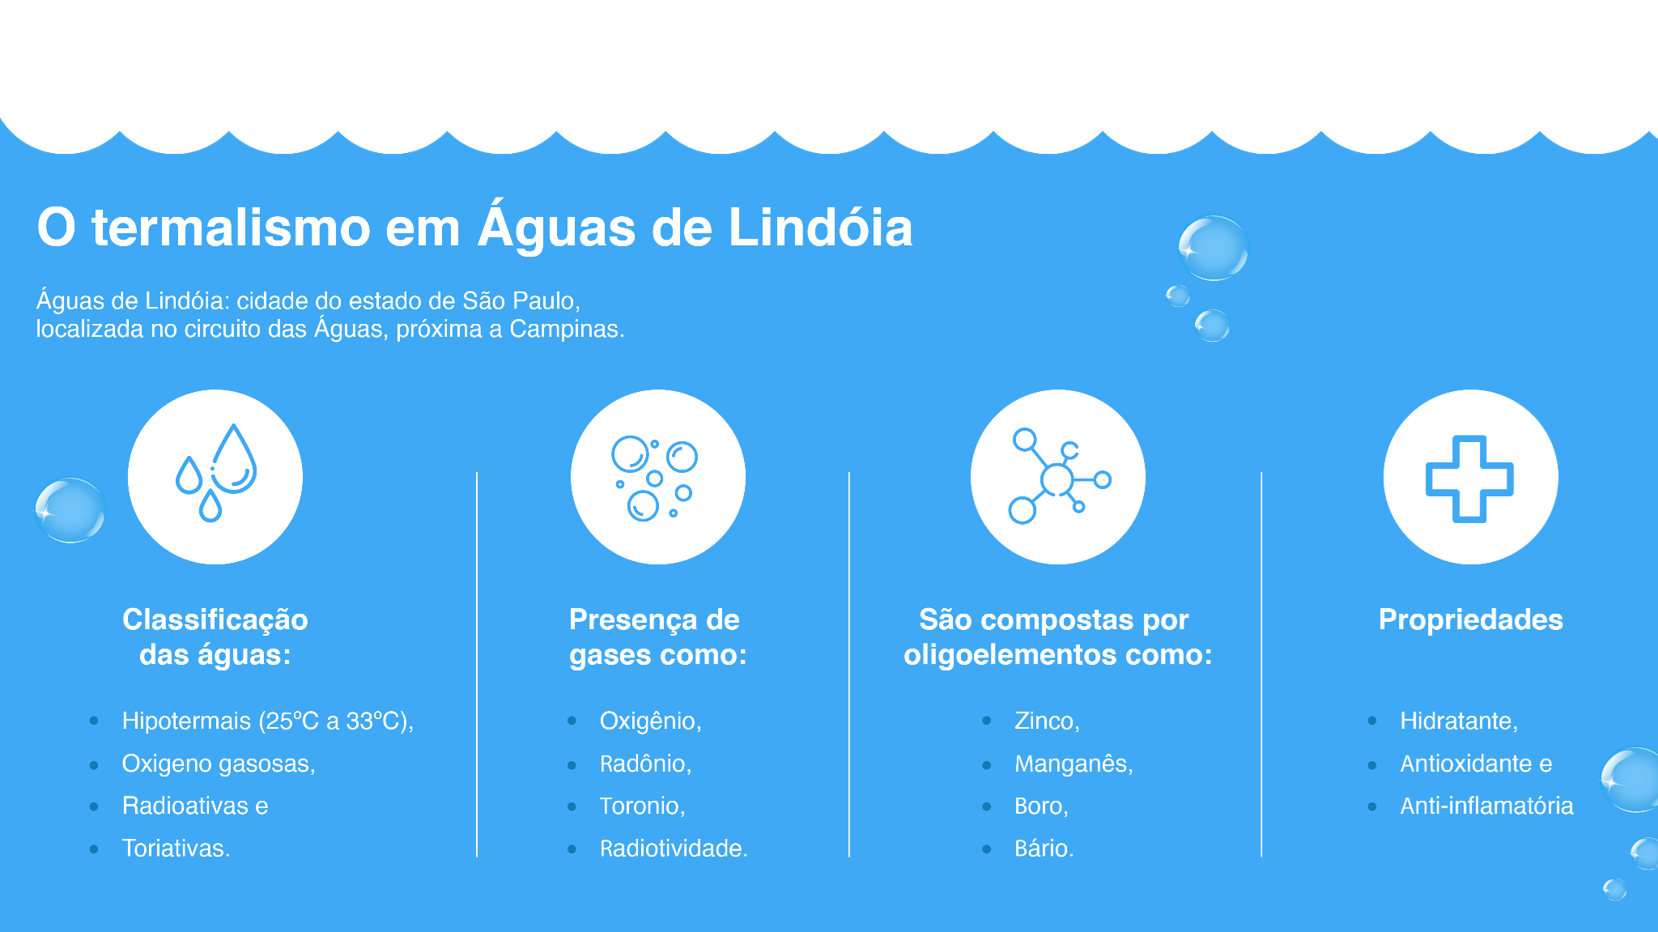 O termalismo em Águas de Lindóia
Águas de Lindóia: cidade do estado de São Paulo,
localizada no circuito das Águas, próxima a Campinas.
Classificação
das águas:
Hipotermais (25ºC a 33ºC),
Oxigeno gasosas,
Radioativas e
Toriativas.
Presença de
gases como:
Oxigênio,
Radônio,
Toronio,
Radiotividade.
São compostas por
oligoelementos como:
Zinco,
Manganês,
Boro,
Bário.
Propriedades
Hidratante,
Antioxidante e
Anti-inflamatória